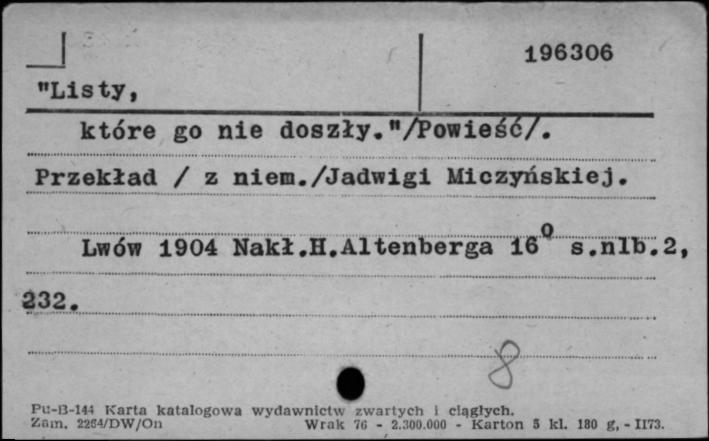 196306
"Listy,
które go nie doszły."/Powieść/.
Przekład / z niem./Jadwigi Miczyńskiej.
Lwów 1904 Nakł.H.Altenberga 16° s.nlb.2,
232.
8
Pu-B-144 Karta katalogowa wydawnictw zwartych i ciągłych.
Zam. 2264/DW/On Wrak 76 - 2.300.000 - Karton 5 kl. 180 g, - II73.